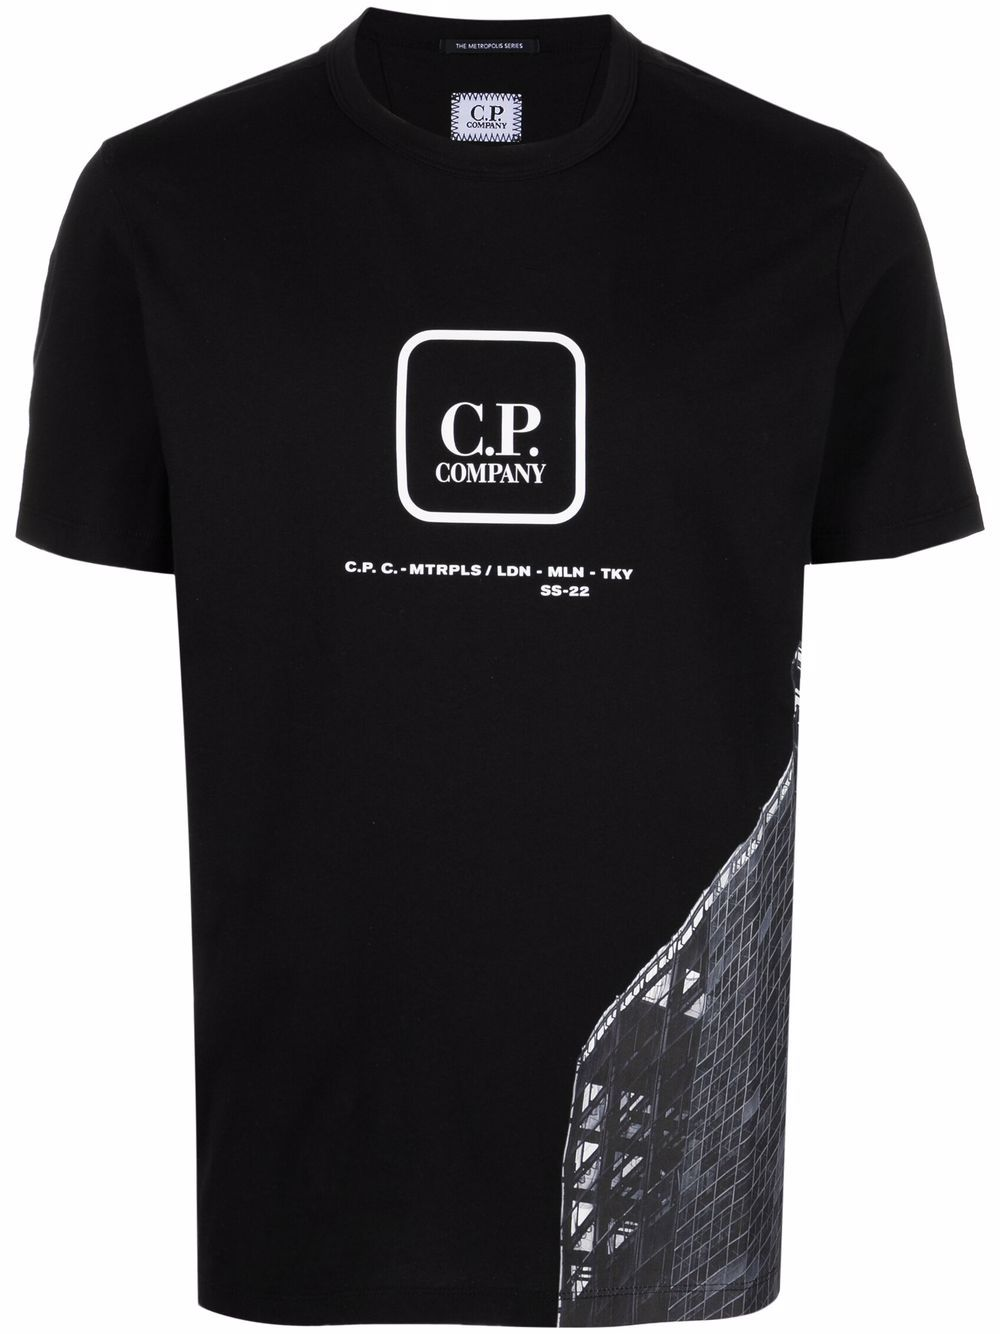 THE METROPOLIS SERIES
C.P.
COMPANY
C.P.
COMPANY
C.P. C. - MTRPLS / LDN - MLN - TKY
SS-22